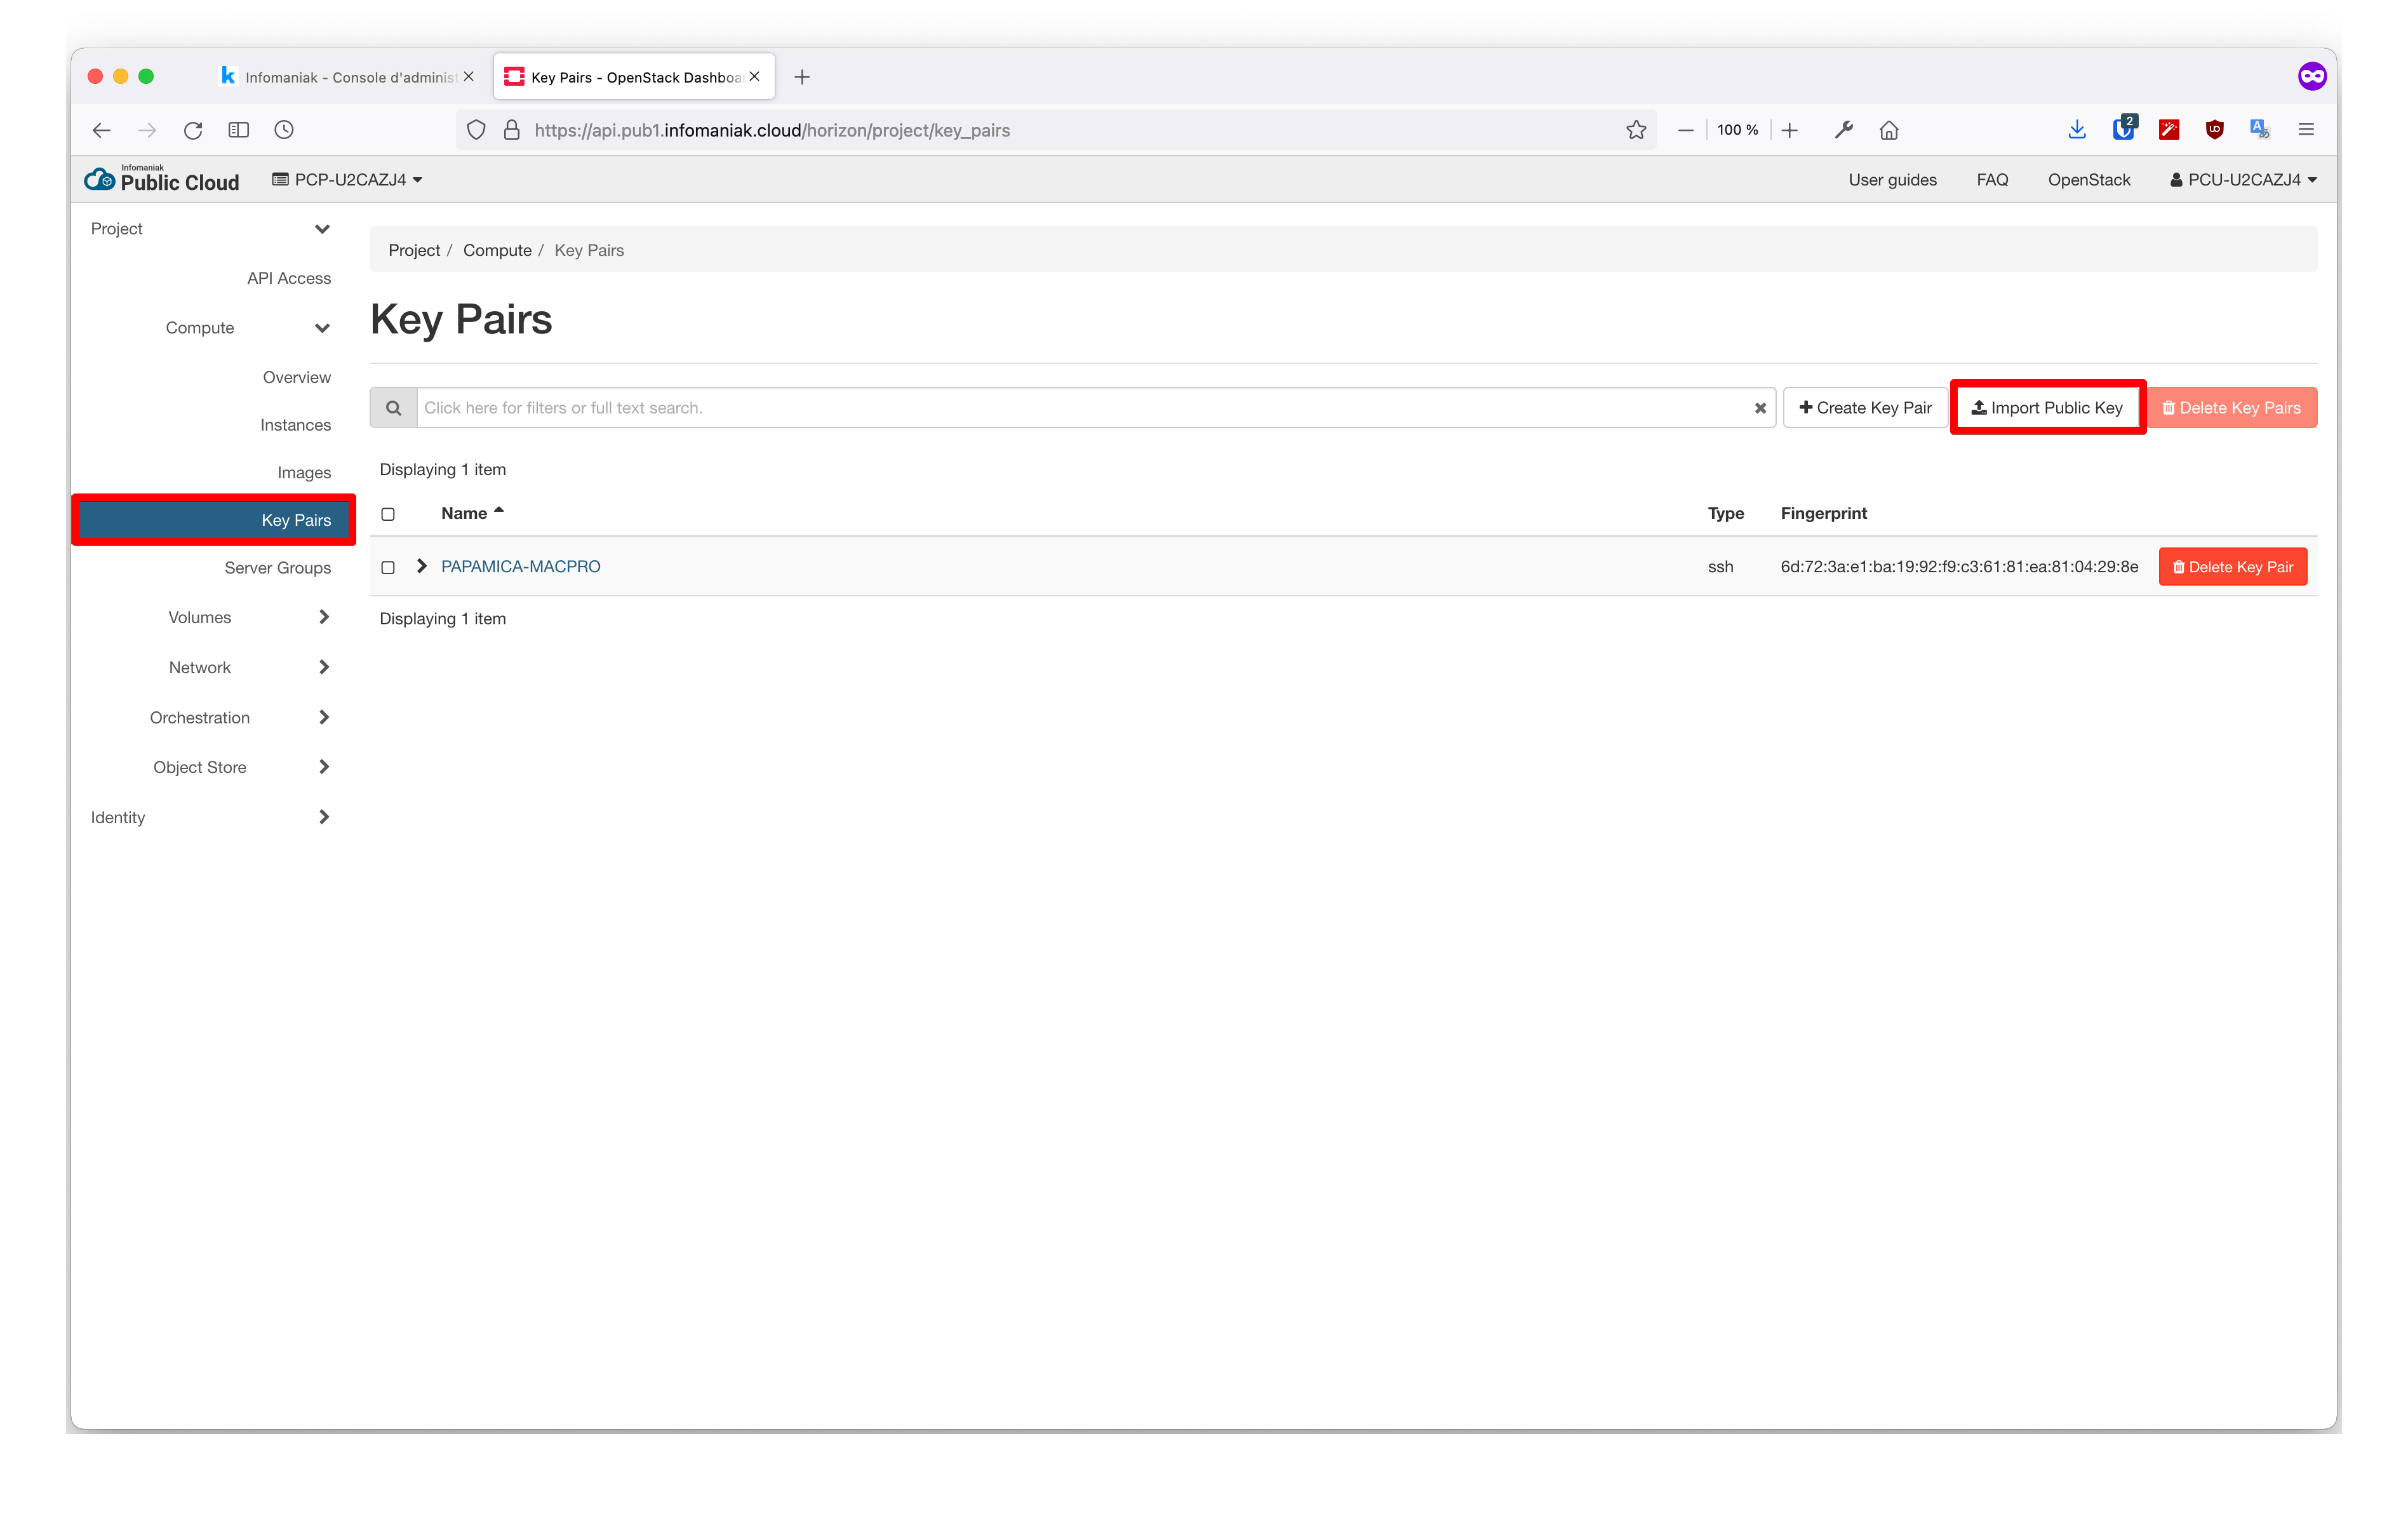 Infomaniak - Console d'administ
Key Pairs - OpenStack Dashboar
https://api.pub1.infomaniak.cloud/horizon/project/key_pairs
100 %
2
Infomaniak
Public Cloud
PCP-U2CAZJ4
User guides
FAQ
OpenStack
PCU-U2CAZJ4
Project
API Access
Compute
Overview
Instances
Images
Key Pairs
Server Groups
Volumes
Network
Orchestration
Object Store
Identity
Project / Compute / Key Pairs
Key Pairs
Click here for filters or full text search.
Create Key Pair
Import Public Key
Delete Key Pairs
Displaying 1 item
Name Type Fingerprint
PAPAMICA-MACPRO ssh 6d:72:3a:e1:ba:19:92:f9:c3:61:81:ea:81:04:29:8e Delete Key Pair
Displaying 1 item